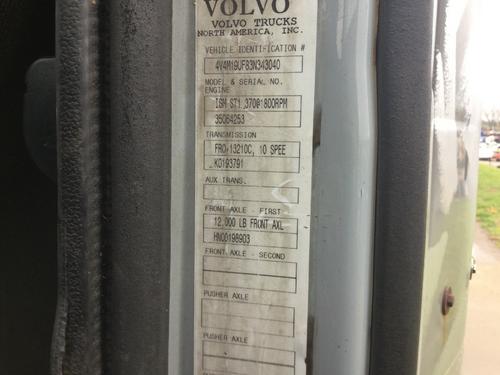 VOLVO
VOLVO TRUCKS
NORTH AMERICA, INC.
VEHICLE IDENTIFICATION #
4V4M19UF83N343040
MODEL & SERIAL NO.
ENGINE
ISM ST1 370@1800RPM
35064253
TRANSMISSION
FRO-13210C, 10 SPEE
K0193791
AUX TRANS.
FRONT AXLE - FIRST
12,000 LB FRONT AXL
HN00198903
FRONT AXLE - SECOND
PUSHER AXLE
PUSHER AXLE